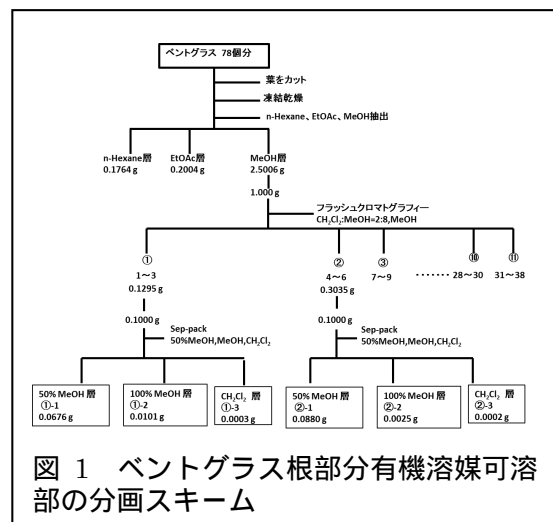 ベントグラス 78個分
葉をカット
凍結乾燥
n-Hexane、EtOAc、MeOH抽出
n-Hexane層
0.1764 g
EtOAc層
0.2004 g
MeOH層
2.5006 g
1.000 g
フラッシュクロマトグラフィー
CH₂Cl₂:MeOH=2:8,MeOH
①
1～3
0.1295 g
②
4～6
0.3035 g
③
7～9
········
⑩
28～30
⑪
31～38
0.1000 g
Sep-pack
50%MeOH,MeOH,CH₂Cl₂
0.1000 g
Sep-pack
50%MeOH,MeOH,CH₂Cl₂
50% MeOH 層
①-1
0.0676 g
100% MeOH 層
①-2
0.0101 g
CH₂Cl₂ 層
①-3
0.0003 g
50% MeOH 層
②-1
0.0880 g
100% MeOH 層
②-2
0.0025 g
CH₂Cl₂ 層
②-3
0.0002 g
図 1 ベントグラス根部分有機溶媒可溶
部の分画スキーム